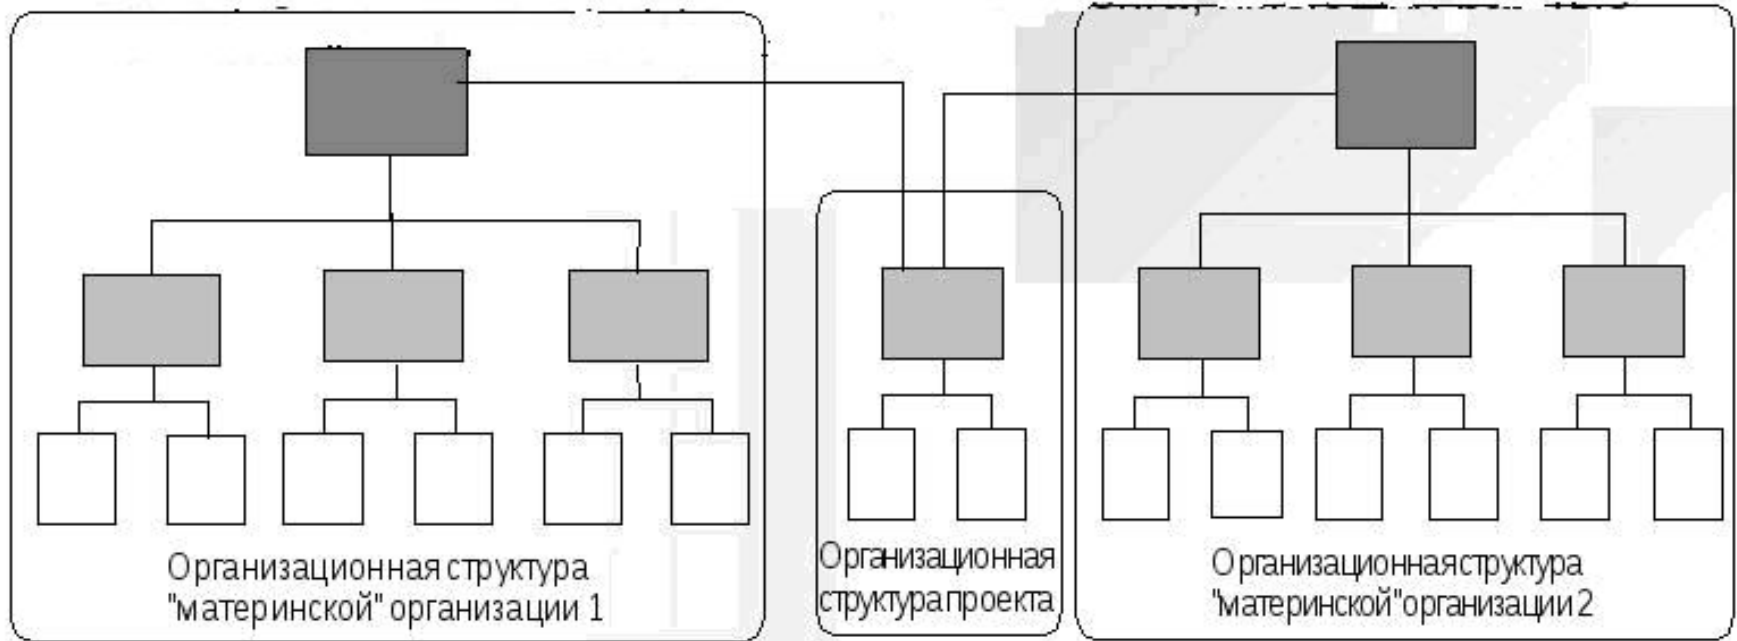 Организационная структура
"материнской" организации 1
Организационная
структура проекта
Организационная структура
"материнской" организации 2